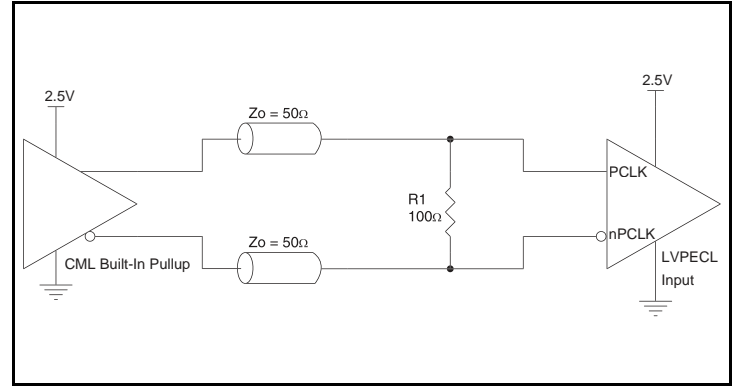 2.5V
2.5V
Zo = 50Ω
PCLK
R1
100Ω
nPCLK
Zo = 50Ω
CML Built-In Pullup
LVPECL
Input